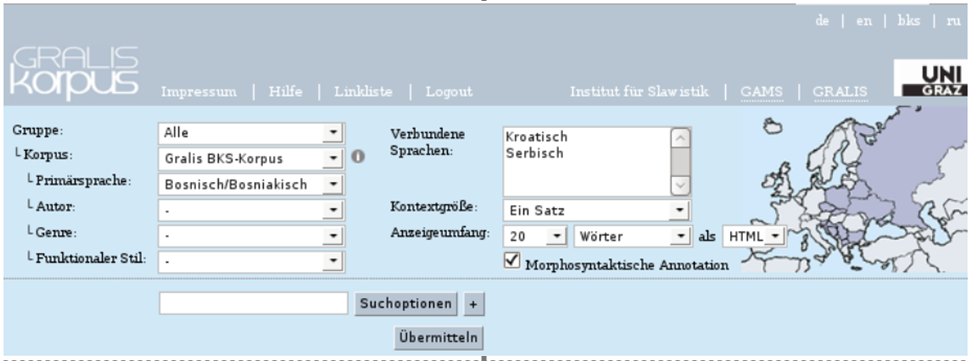 de | en | bks | ru
GRALIS
korpus
UNI
GRAZ
Impressum | Hilfe | Linkliste | Logout Institut für Slawistik | GAMS | GRALIS
Gruppe: Alle
Korpus: Gralis BKS-Korpus
Primärsprache: Bosnisch/Bosniakisch
Autor: -
Genre: -
Funktionaler Stil: -
Verbundene
Sprachen:
Kroatisch
Serbisch
Kontextgröße: Ein Satz
Anzeigeumfang: 20 Wörter als HTML
Morphosyntaktische Annotation
Suchoptionen +
Übermitteln